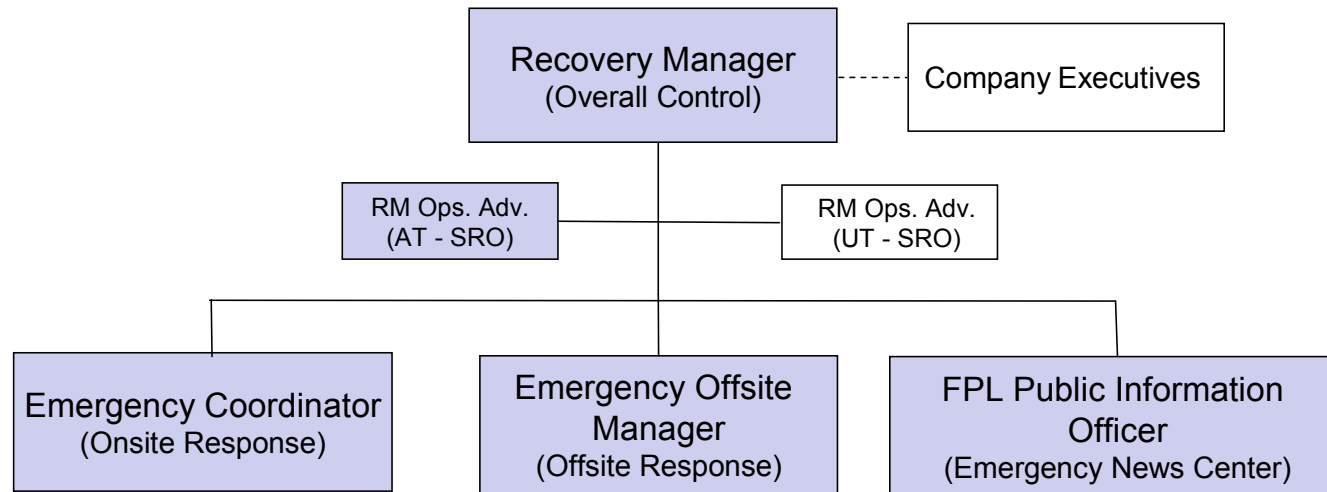 Recovery Manager
(Overall Control)
Company Executives
RM Ops. Adv.
(AT - SRO)
RM Ops. Adv.
(UT - SRO)
Emergency Coordinator
(Onsite Response)
Emergency Offsite
Manager
(Offsite Response)
FPL Public Information
Officer
(Emergency News Center)